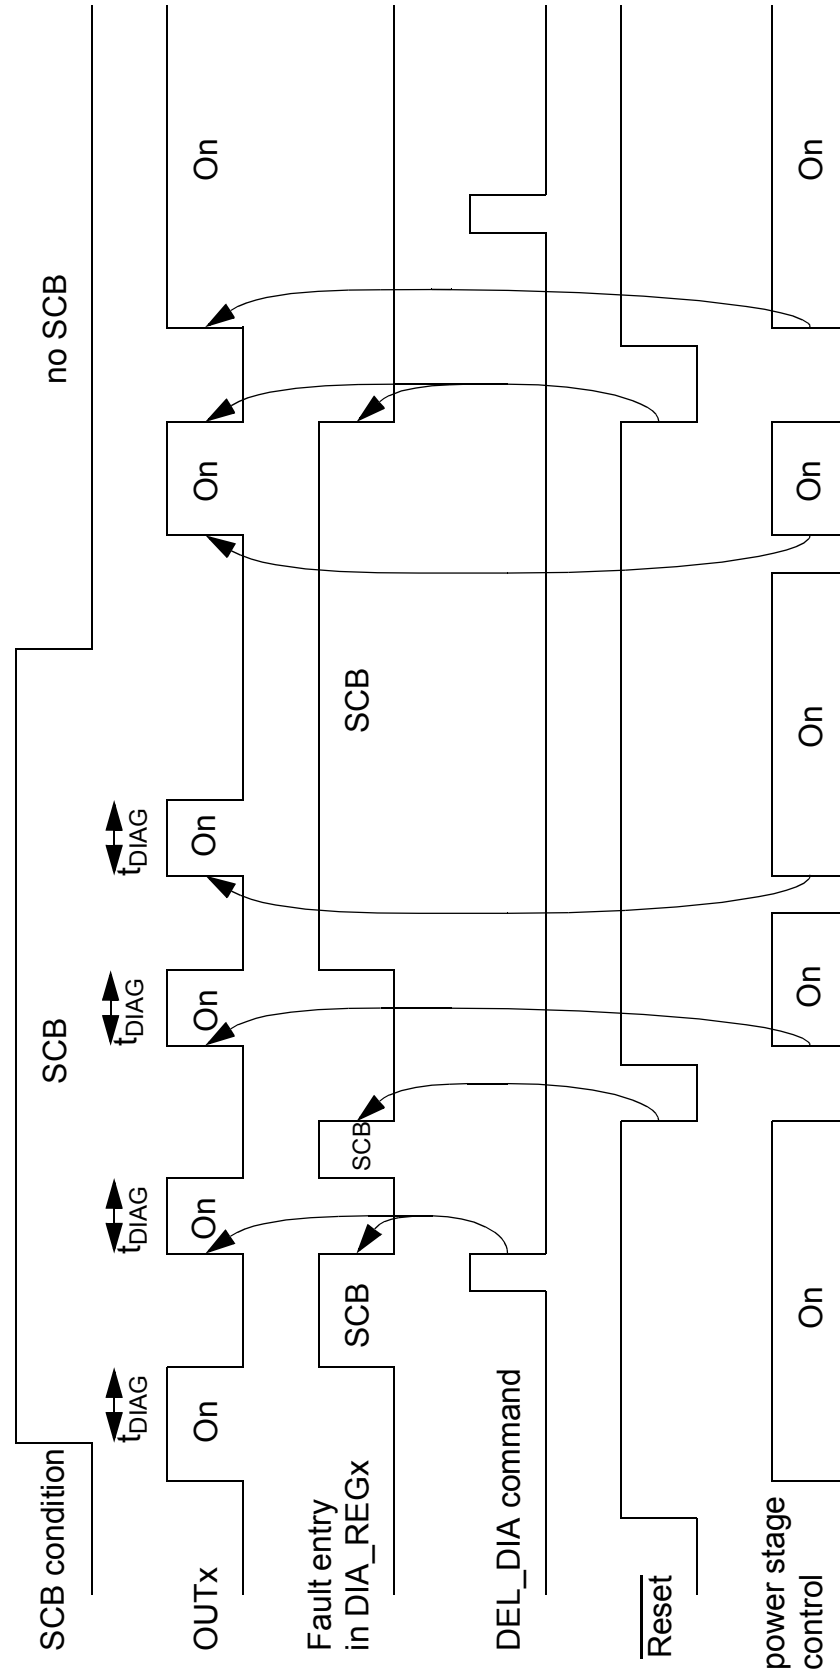 SCB condition
SCB
no SCB
tDIAG
tDIAG
tDIAG
tDIAG
OUTx
On
On
On
On
On
On
Fault entry
in DIA_REGx
SCB
SCB
SCB
DEL_DIA command
Reset
power stage
control
On
On
On
On
On